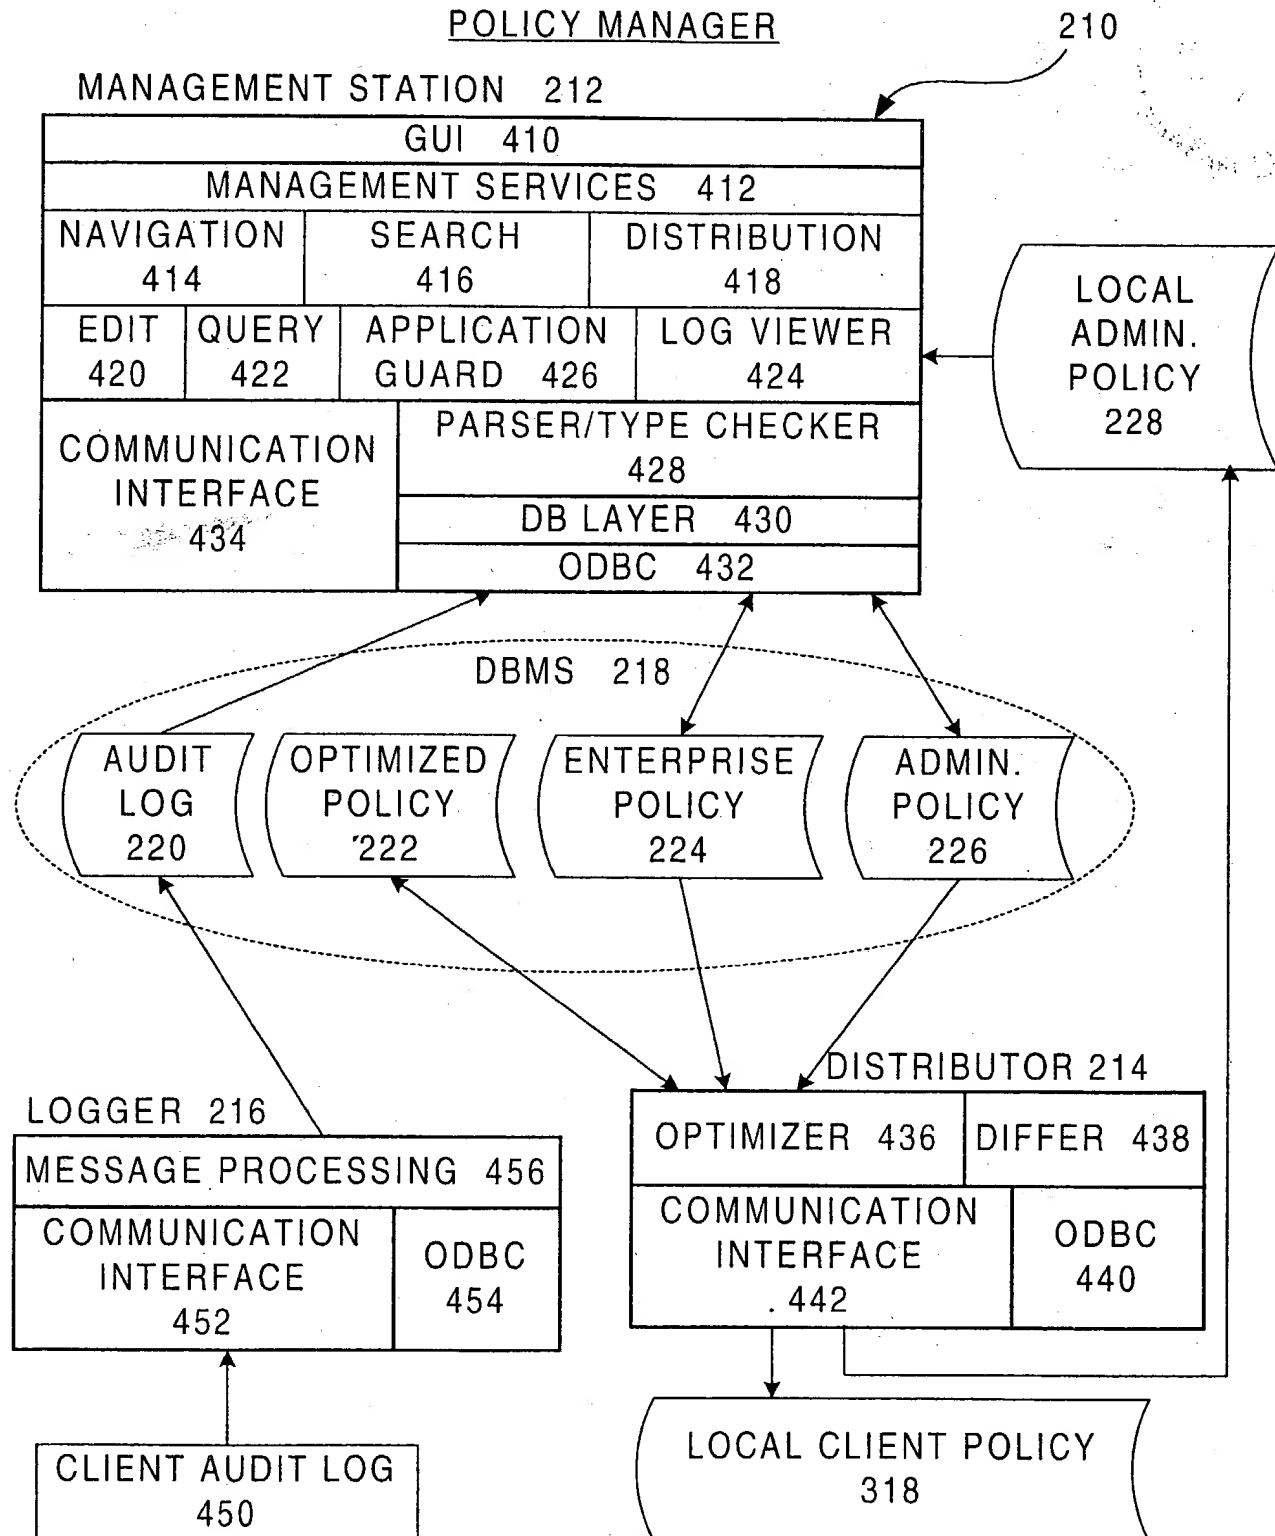 POLICY MANAGER
210
MANAGEMENT STATION 212
GUI 410
MANAGEMENT SERVICES 412
NAVIGATION
414
SEARCH
416
DISTRIBUTION
418
EDIT
420
QUERY
422
APPLICATION
GUARD 426
LOG VIEWER
424
LOCAL
ADMIN.
POLICY
228
COMMUNICATION
INTERFACE
434
PARSER/TYPE CHECKER
428
DB LAYER 430
ODBC 432
DBMS 218
AUDIT
LOG
220
OPTIMIZED
POLICY
222
ENTERPRISE
POLICY
224
ADMIN.
POLICY
226
LOGGER 216
MESSAGE PROCESSING 456
COMMUNICATION
INTERFACE
452
ODBC
454
CLIENT AUDIT LOG
450
DISTRIBUTOR 214
OPTIMIZER 436
DIFFER 438
COMMUNICATION
INTERFACE
442
ODBC
440
LOCAL CLIENT POLICY
318